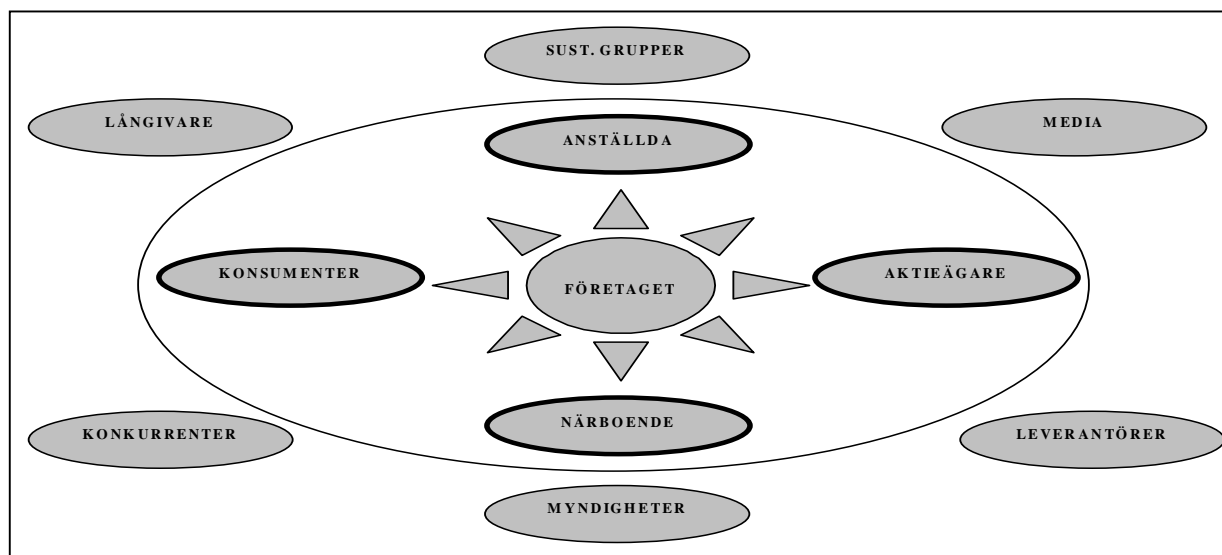 SUST. GRUPPER
LÅNGIVARE
MEDIA
ANSTÄLLDA
KONSUMENTER
AKTIEÄGARE
FÖRETAGET
NÄRBOENDE
KONKURRENTER
LEVERANTÖRER
MYNDIGHETER